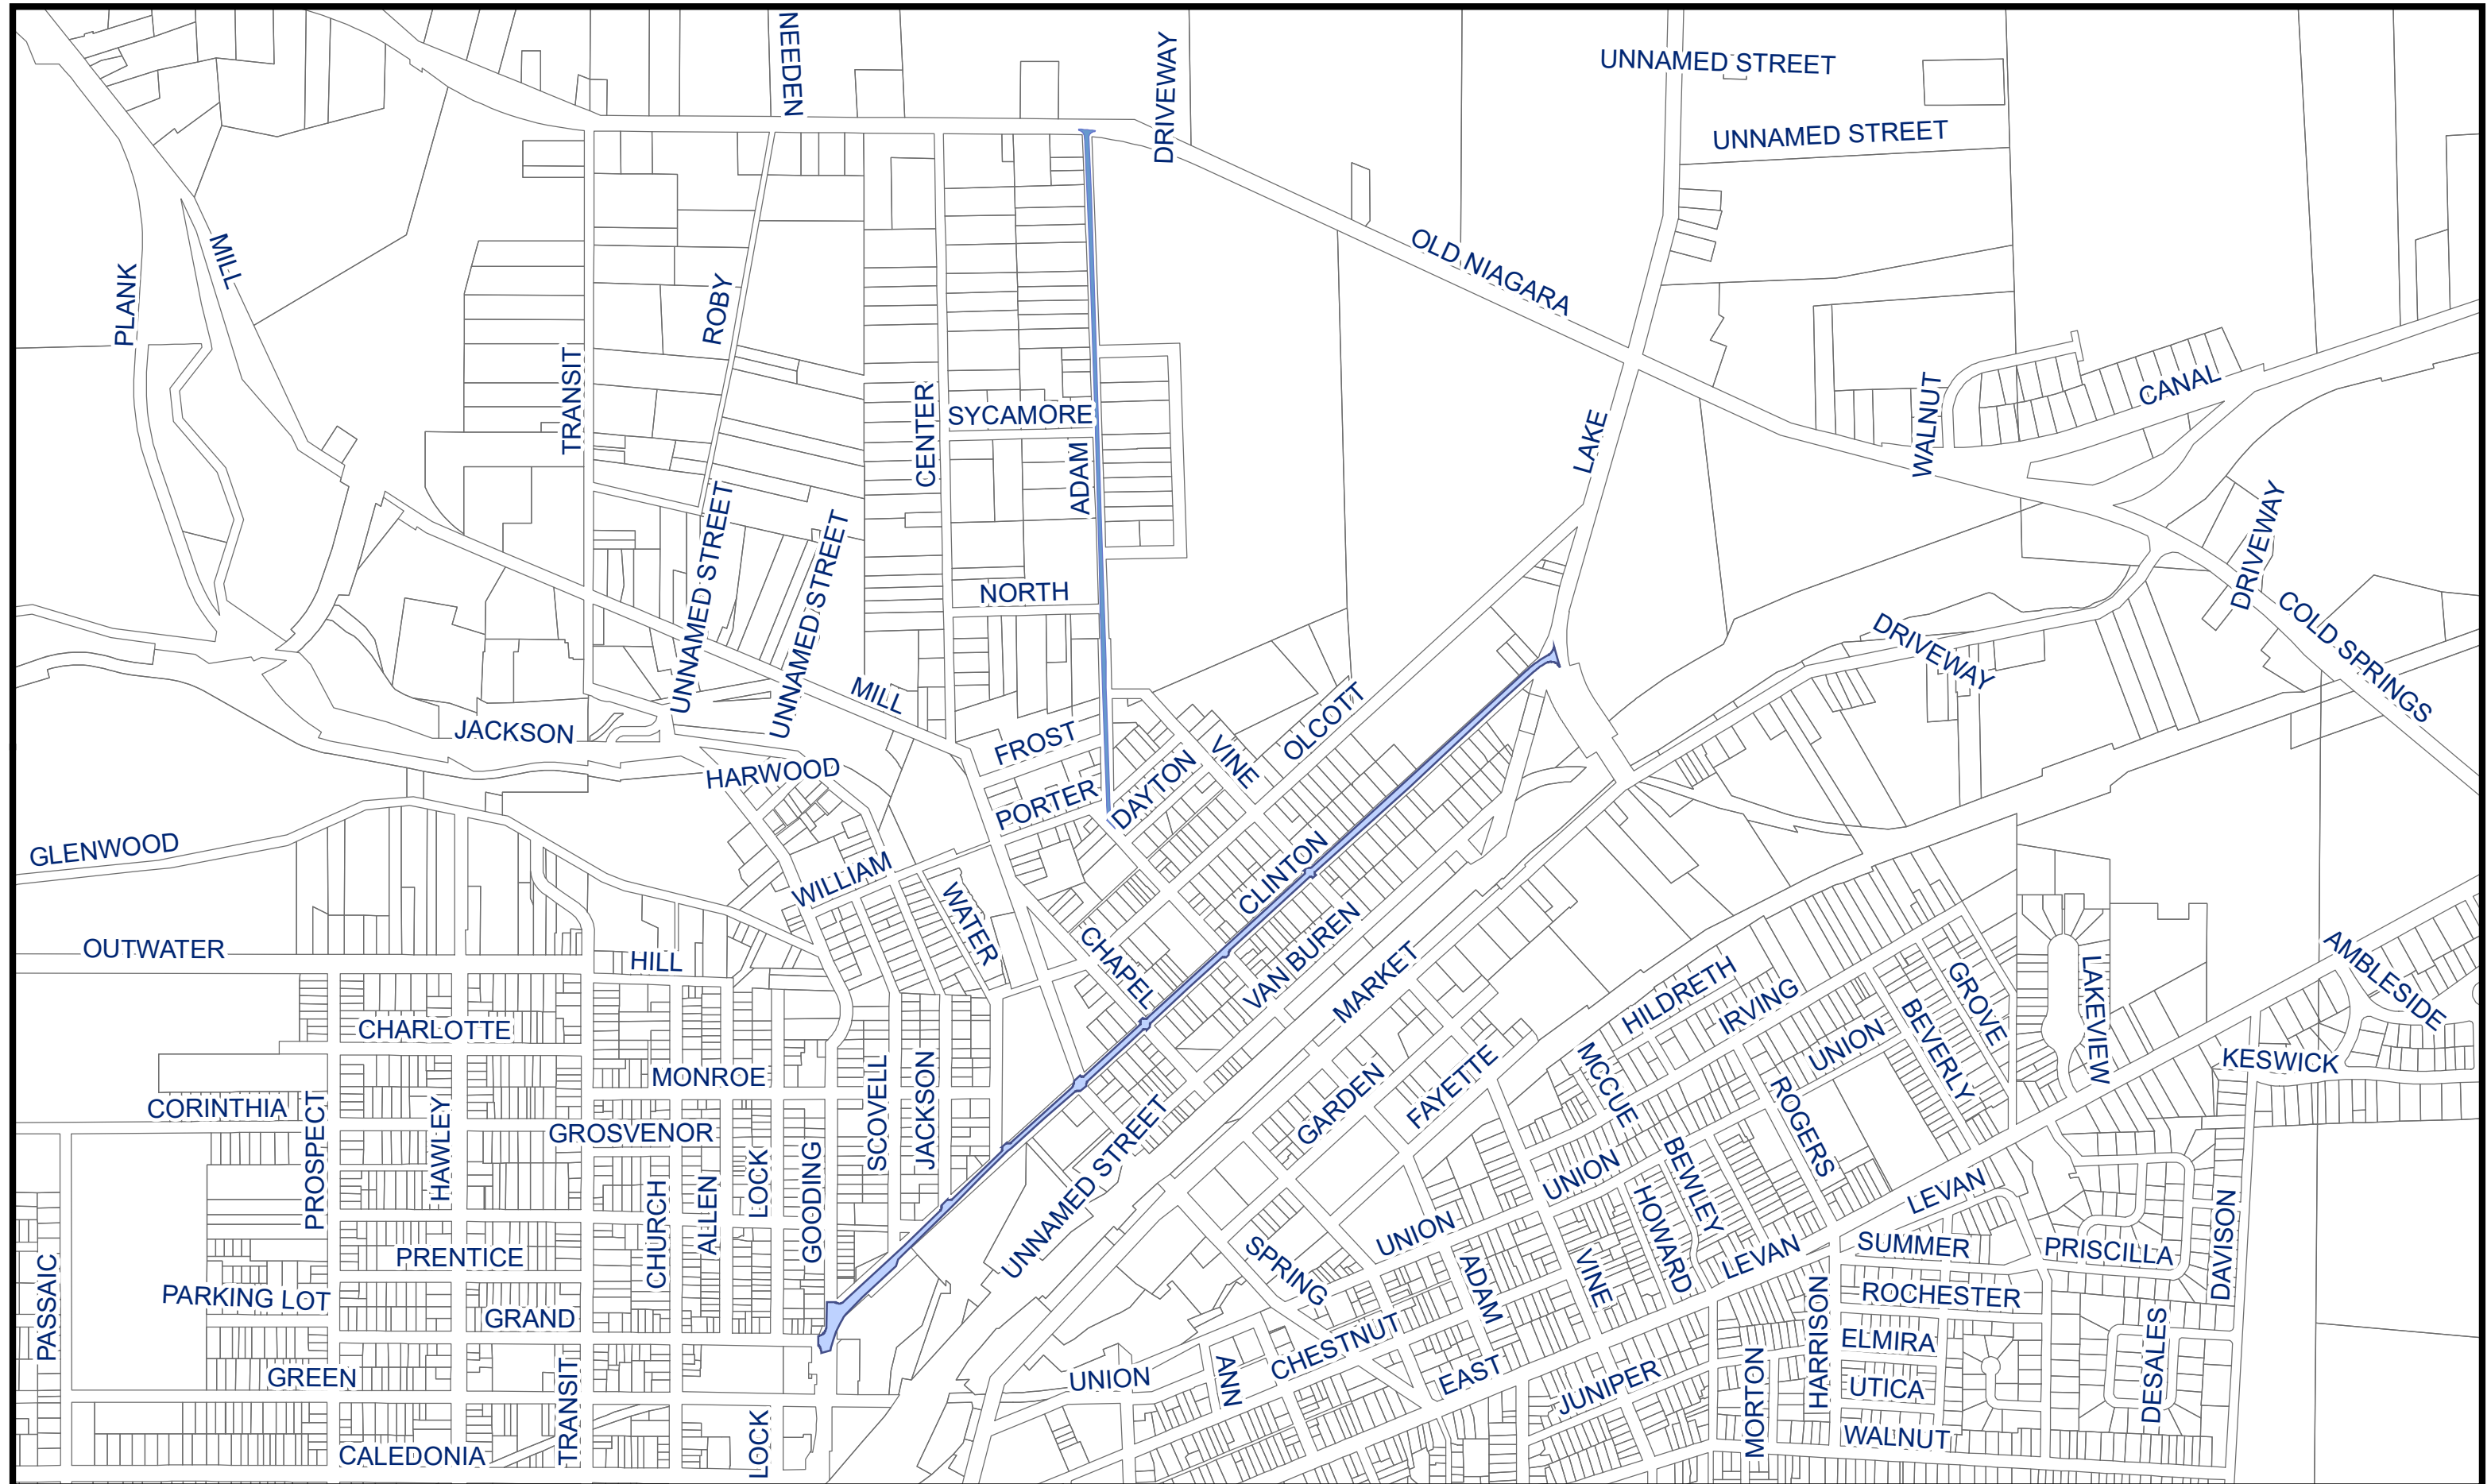 NEEDEN
DRIVEWAY
UNNAMED STREET
UNNAMED STREET
MILL
PLANK
OLD NIAGARA
ROBY
TRANSIT
CENTER
SYCAMORE
ADAM
LAKE
WALNUT
CANAL
UNNAMED STREET
UNNAMED STREET
NORTH
DRIVEWAY
COLD SPRINGS
DRIVEWAY
MILL
JACKSON
FROST
VINE
OLCOTT
HARWOOD
PORTER
DAYTON
GLENWOOD
WILLIAM
WATER
CLINTON
CHAPEL
VAN BUREN
OUTWATER
HILL
MARKET
HILDRETH
IRVING
GROVE
LAKEVIEW
AMBLESIDE
CHARLOTTE
MONROE
SCOVELL
JACKSON
UNION
BEVERLY
KESWICK
CORINTHIA
PROSPECT
HAWLEY
GROSVENOR
GARDEN
FAYETTE
MCCUE
ROGERS
CHURCH
ALLEN
LOCK
GOODING
UNNAMED STREET
UNION
BEWLEY
HOWARD
LEVAN
DAVISON
PASSAIC
PRENTICE
SPRING
UNION
ADAM
VINE
LEVAN
SUMMER
PRISCILLA
PARKING LOT
GRAND
ROCHESTER
HARRISON
ELMIRA
DESALES
GREEN
TRANSIT
UNION
ANN
CHESTNUT
EAST
JUNIPER
MORTON
UTICA
CALEDONIA
LOCK
WALNUT